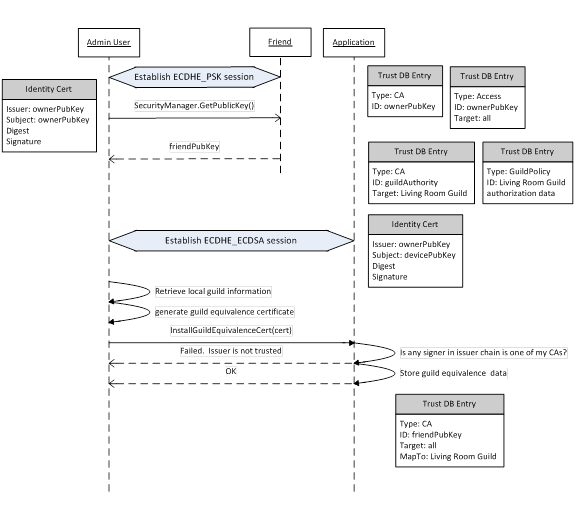 Admin User
Friend
Application
Establish ECDHE_PSK session
Identity Cert
Issuer: ownerPubKey
Subject: ownerPubKey
Digest
Signature
SecurityManager.GetPublicKey()
friendPubKey
Trust DB Entry
Type: CA
ID: ownerPubKey
Trust DB Entry
Type: Access
ID: ownerPubKey
Target: all
Trust DB Entry
Type: CA
ID: guildAuthority
Target: Living Room Guild
Trust DB Entry
Type: GuildPolicy
ID: Living Room Guild
authorization data
Establish ECDHE_ECDSA session
Identity Cert
Issuer: ownerPubKey
Subject: devicePubKey
Digest
Signature
Retrieve local guild information
generate guild equivalence certificate
InstallGuildEquivalenceCert(cert)
Is any signer in issuer chain is one of my CAs?
Failed. Issuer is not trusted
OK
Store guild equivalence data
Trust DB Entry
Type: CA
ID: friendPubKey
Target: all
MapTo: Living Room Guild